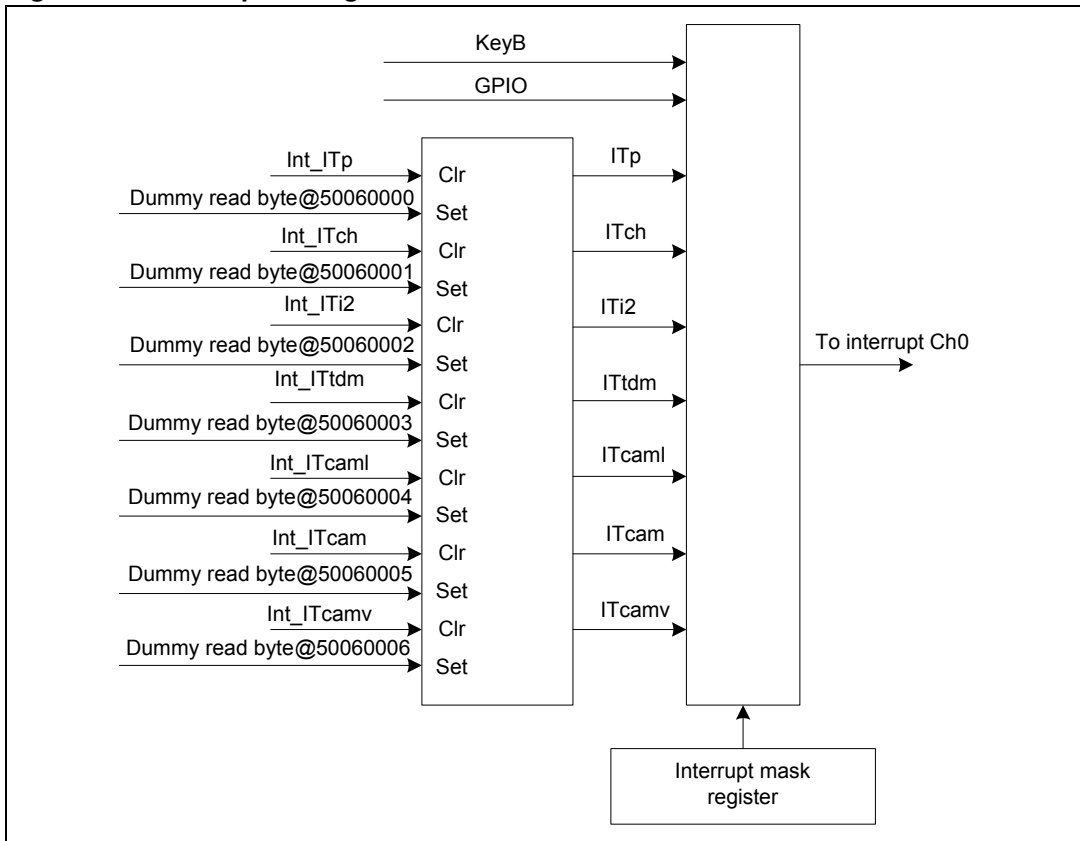 KeyB
GPIO
Int_ITp
ITp
Clr
Dummy read byte@50060000
Set
Int_ITch
ITch
Clr
Dummy read byte@50060001
Set
Int_ITi2
ITi2
Clr
Dummy read byte@50060002
Set
To interrupt Ch0
Int_ITtdm
ITtdm
Clr
Dummy read byte@50060003
Set
Int_ITcaml
ITcaml
Clr
Dummy read byte@50060004
Set
Int_ITcam
ITcam
Clr
Dummy read byte@50060005
Set
Int_ITcamv
ITcamv
Clr
Dummy read byte@50060006
Set
Interrupt mask
register